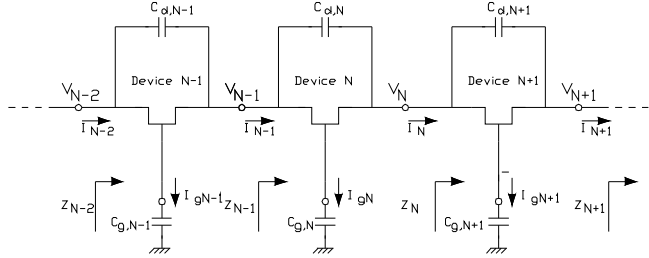 Cd,N-1 Cd,N Cd,N+1
Device N-1 Device N Device N+1
VN-2 VN-1 VN VN+1
IN-2 IN-1 IN IN+1
IgN-1 IgN IgN+1
ZN-2 ZN-1 ZN ZN+1
Cg,N-1 Cg,N Cg,N+1